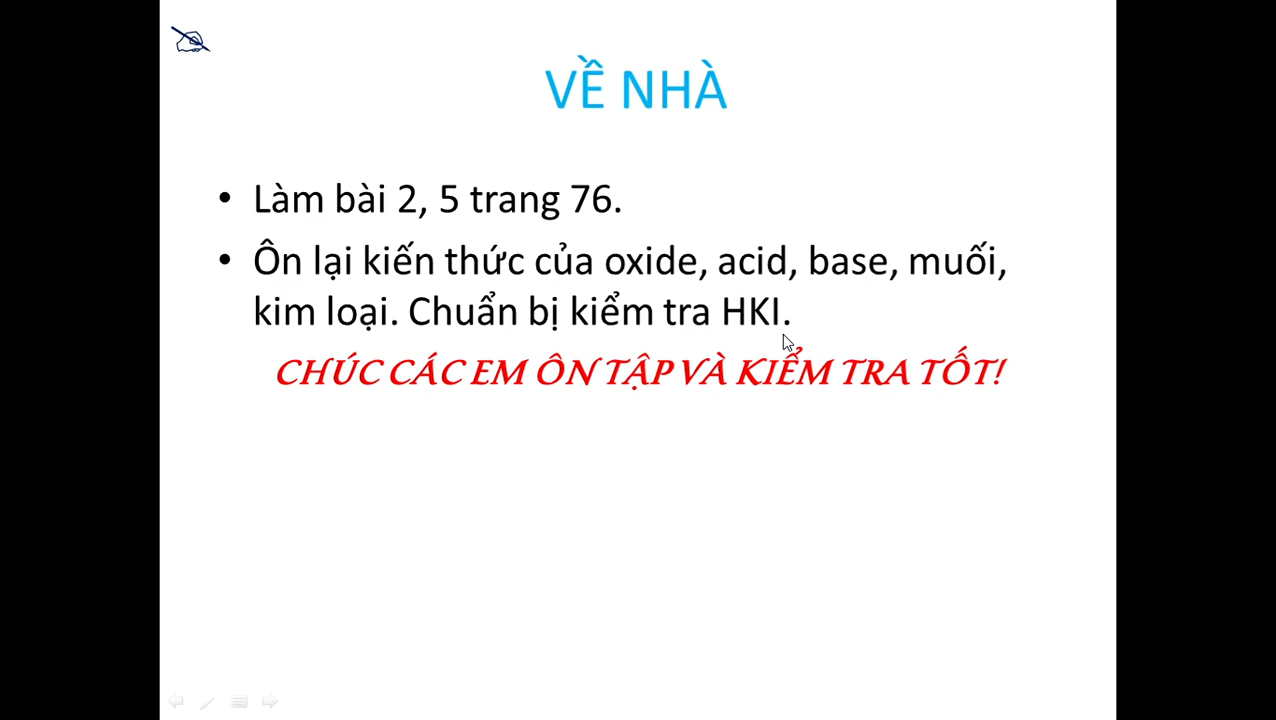 VỀ NHÀ
• Làm bài 2, 5 trang 76.
• Ôn lại kiến thức của oxide, acid, base, muối,
kim loại. Chuẩn bị kiểm tra HKI.
CHÚC CÁC EM ÔN TẬP VÀ KIỂM TRA TỐT!